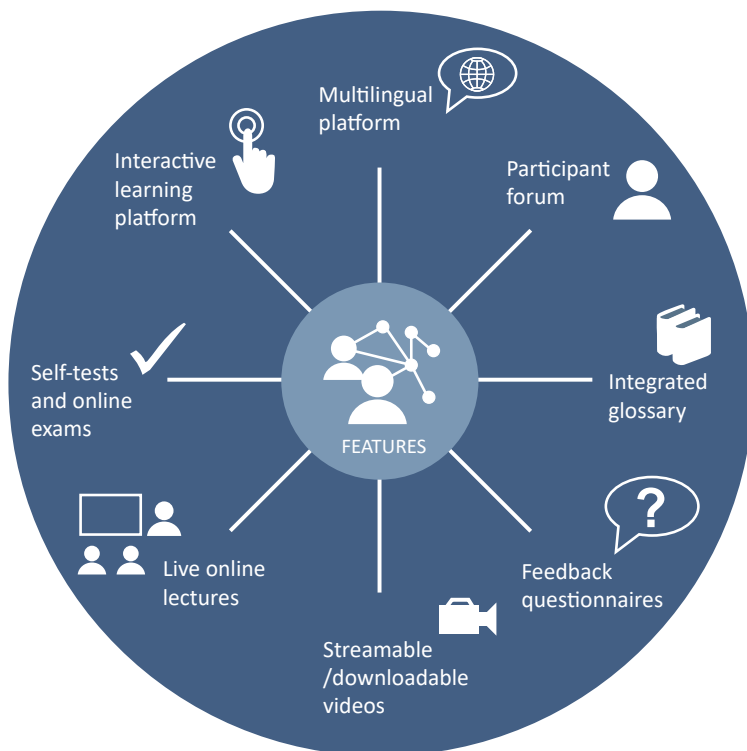 Multilingual
platform
Participant
forum
Integrated
glossary
Feedback
questionnaires
Streamable
/downloadable
videos
Live online
lectures
Self-tests
and online
exams
Interactive
learning
platform
FEATURES
?